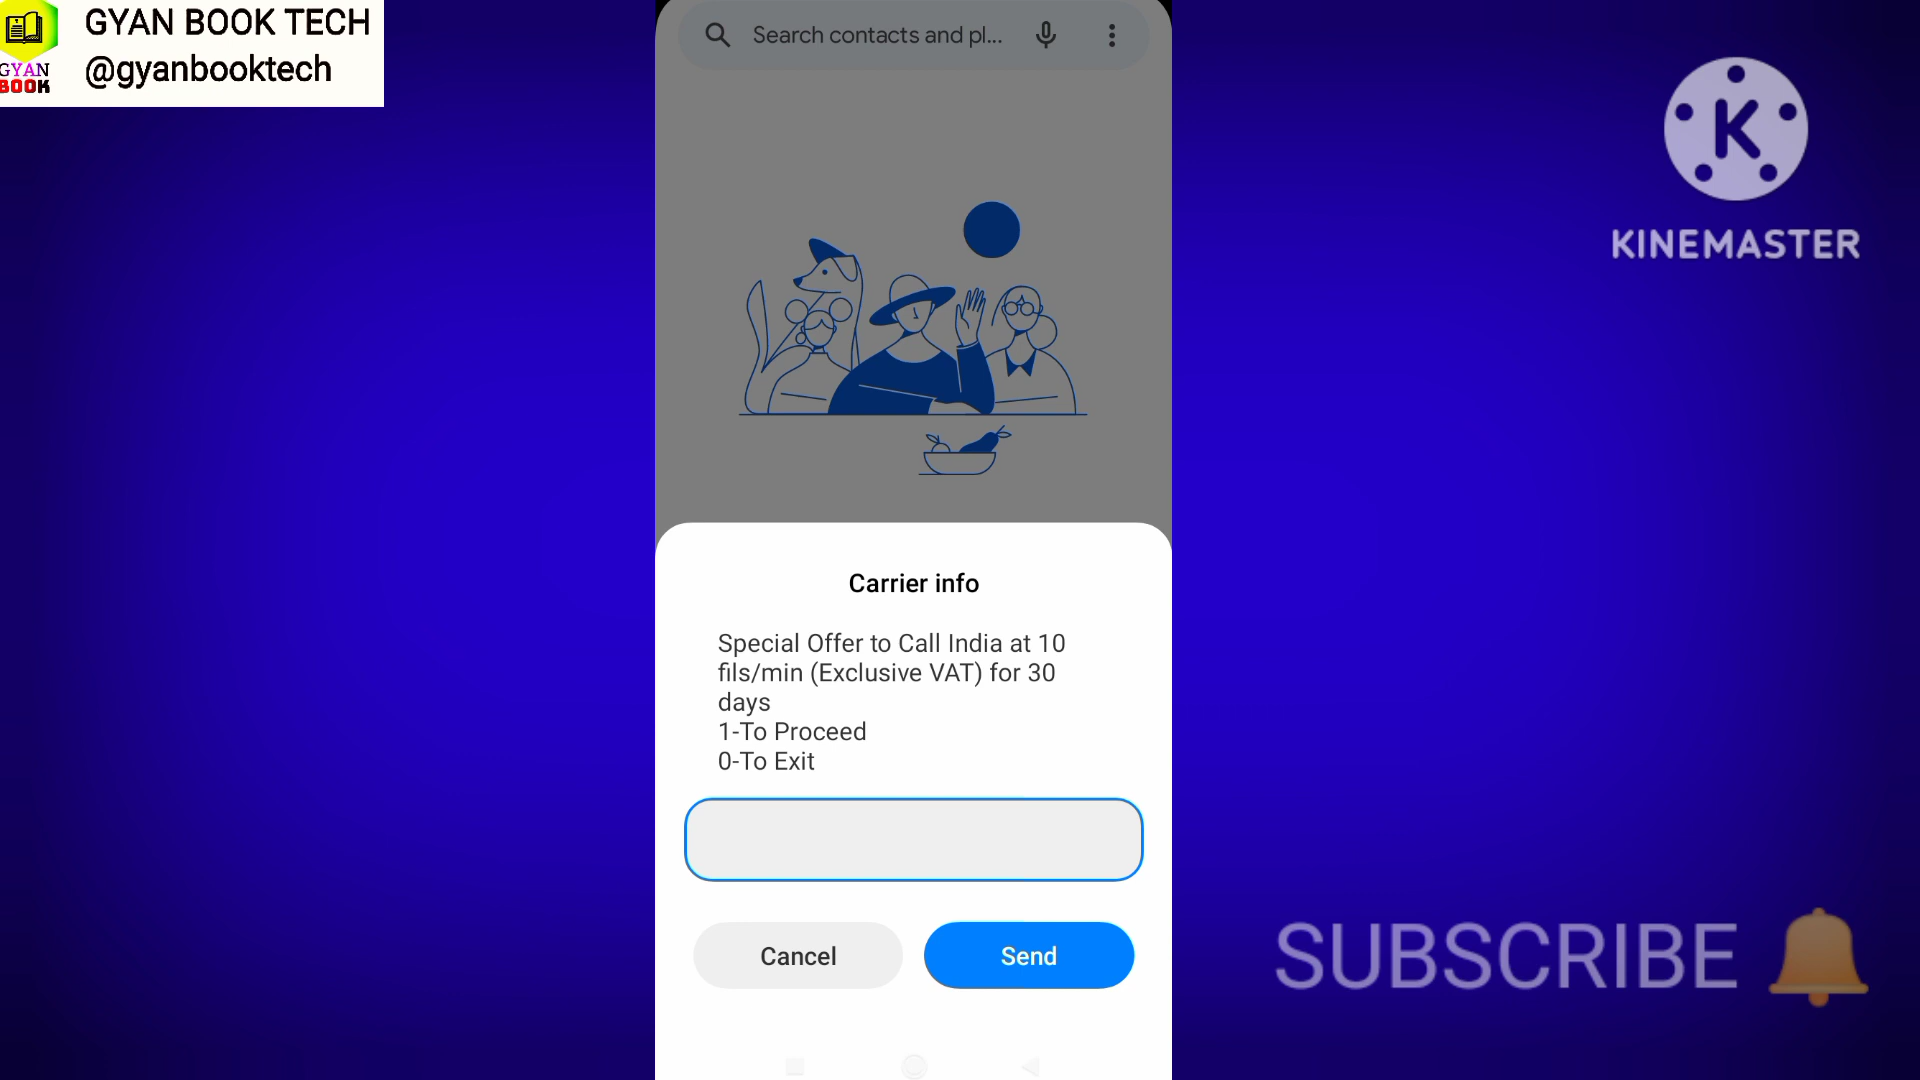 GYAN BOOK TECH
@gyanbooktech
GYAN
BOOK
Search contacts and pl...
K
KINEMASTER
Carrier info
Special Offer to Call India at 10
fils/min (Exclusive VAT) for 30
days
1-To Proceed
0-To Exit
Cancel
Send
SUBSCRIBE